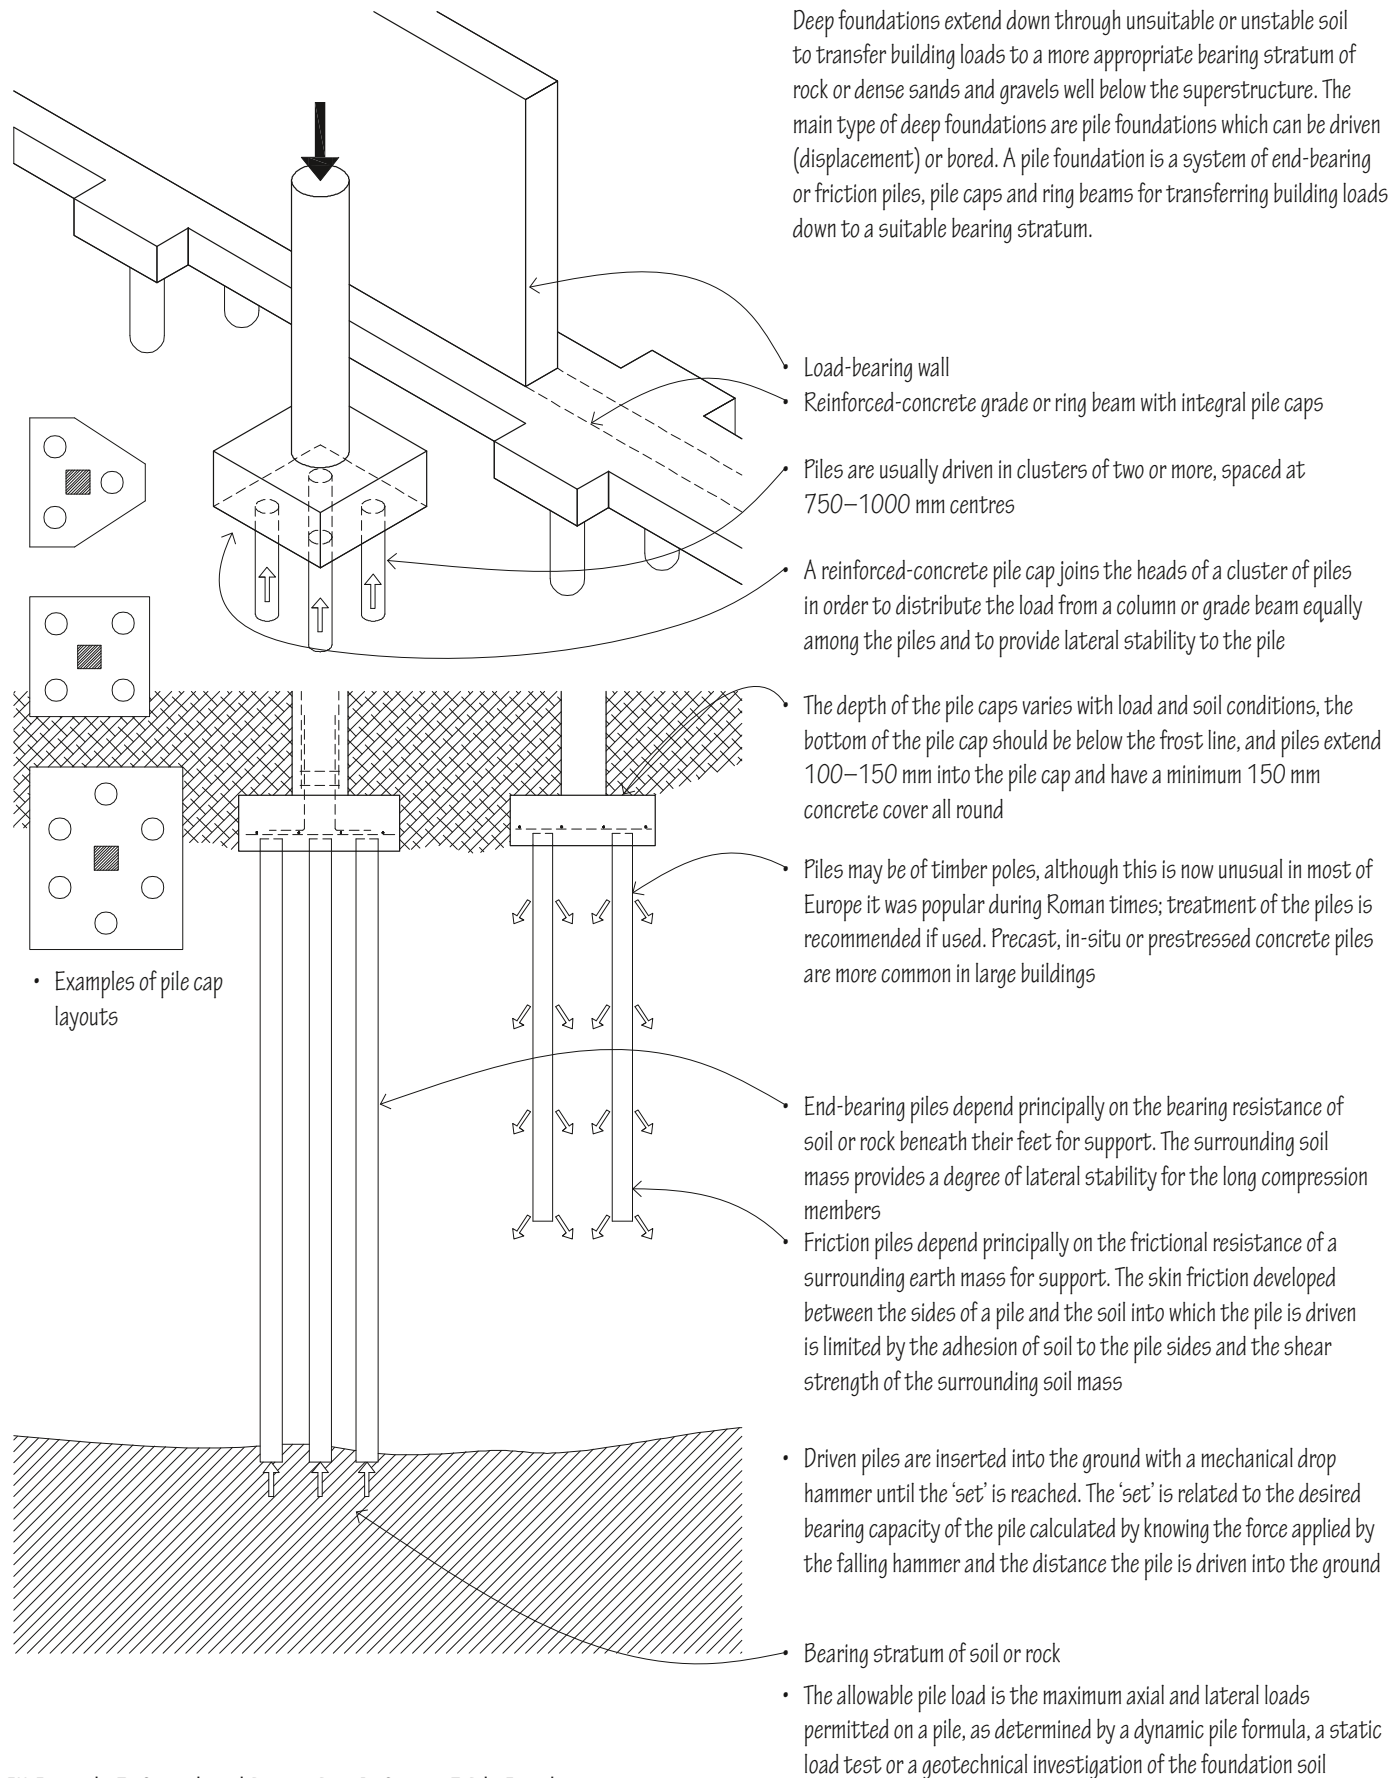 Deep foundations extend down through unsuitable or unstable soil
to transfer building loads to a more appropriate bearing stratum of
rock or dense sands and gravels well below the superstructure. The
main type of deep foundations are pile foundations which can be driven
(displacement) or bored. A pile foundation is a system of end-bearing
or friction piles, pile caps and ring beams for transferring building loads
down to a suitable bearing stratum.
• Load-bearing wall
• Reinforced-concrete grade or ring beam with integral pile caps
• Piles are usually driven in clusters of two or more, spaced at
750–1000 mm centres
• A reinforced-concrete pile cap joins the heads of a cluster of piles
in order to distribute the load from a column or grade beam equally
among the piles and to provide lateral stability to the pile
• The depth of the pile caps varies with load and soil conditions, the
bottom of the pile cap should be below the frost line, and piles extend
100–150 mm into the pile cap and have a minimum 150 mm
concrete cover all round
• Piles may be of timber poles, although this is now unusual in most of
Europe it was popular during Roman times; treatment of the piles is
recommended if used. Precast, in-situ or prestressed concrete piles
are more common in large buildings
• Examples of pile cap
layouts
• End-bearing piles depend principally on the bearing resistance of
soil or rock beneath their feet for support. The surrounding soil
mass provides a degree of lateral stability for the long compression
members
• Friction piles depend principally on the frictional resistance of a
surrounding earth mass for support. The skin friction developed
between the sides of a pile and the soil into which the pile is driven
is limited by the adhesion of soil to the pile sides and the shear
strength of the surrounding soil mass
• Driven piles are inserted into the ground with a mechanical drop
hammer until the ‘set’ is reached. The ‘set’ is related to the desired
bearing capacity of the pile calculated by knowing the force applied by
the falling hammer and the distance the pile is driven into the ground
• Bearing stratum of soil or rock
• The allowable pile load is the maximum axial and lateral loads
permitted on a pile, as determined by a dynamic pile formula, a static
load test or a geotechnical investigation of the foundation soil